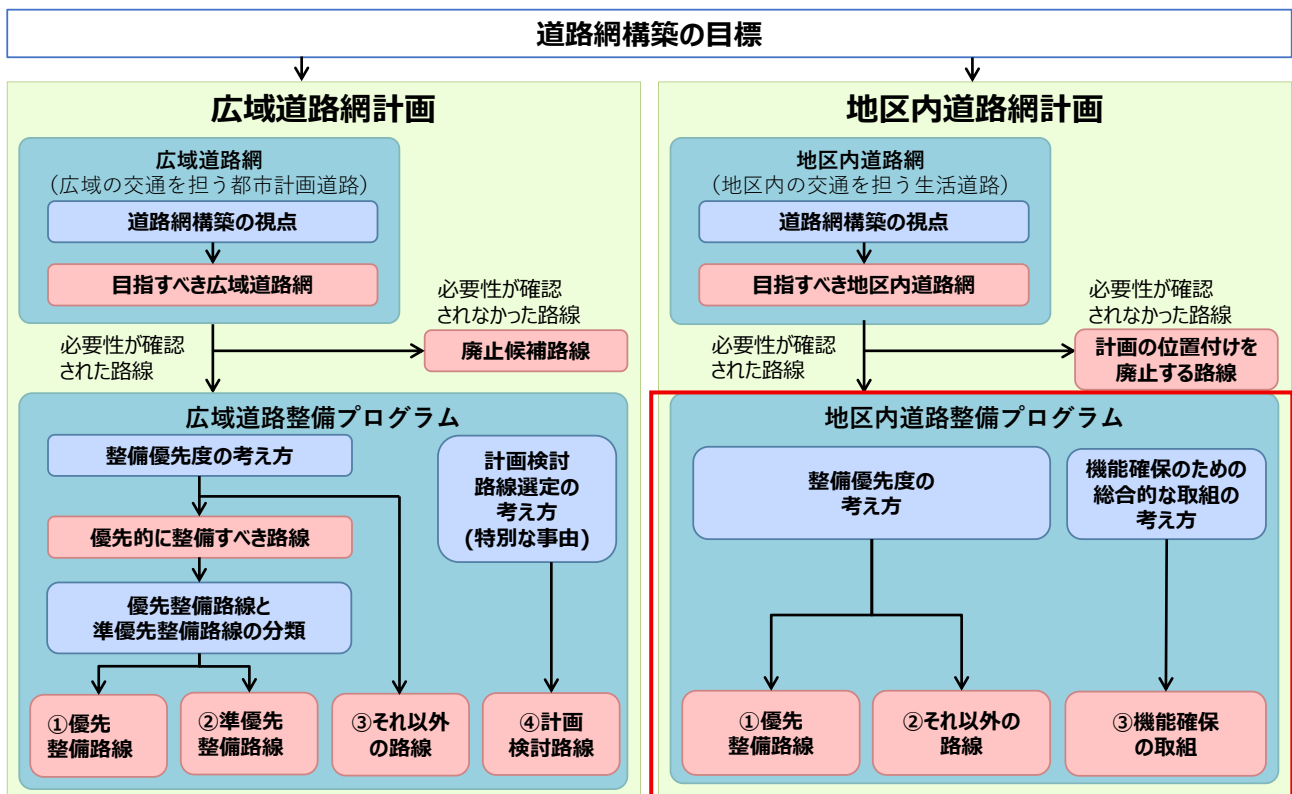 道路網構築の目標
広域道路網計画
広域道路網
（広域の交通を担う都市計画道路）
道路網構築の視点
目指すべき広域道路網
必要性が確認
されなかった路線
必要性が確認
された路線
廃止候補路線
広域道路整備プログラム
整備優先度の考え方
計画検討
路線選定の
考え方
(特別な事由)
優先的に整備すべき路線
優先整備路線と
準優先整備路線の分類
①優先
整備路線
②準優先
整備路線
③それ以外
の路線
④計画
検討路線
地区内道路網計画
地区内道路網
（地区内の交通を担う生活道路）
道路網構築の視点
目指すべき地区内道路網
必要性が確認
されなかった路線
必要性が確認
された路線
計画の位置付けを
廃止する路線
地区内道路整備プログラム
整備優先度の
考え方
機能確保のための
総合的な取組の
考え方
①優先
整備路線
②それ以外の
路線
③機能確保
の取組